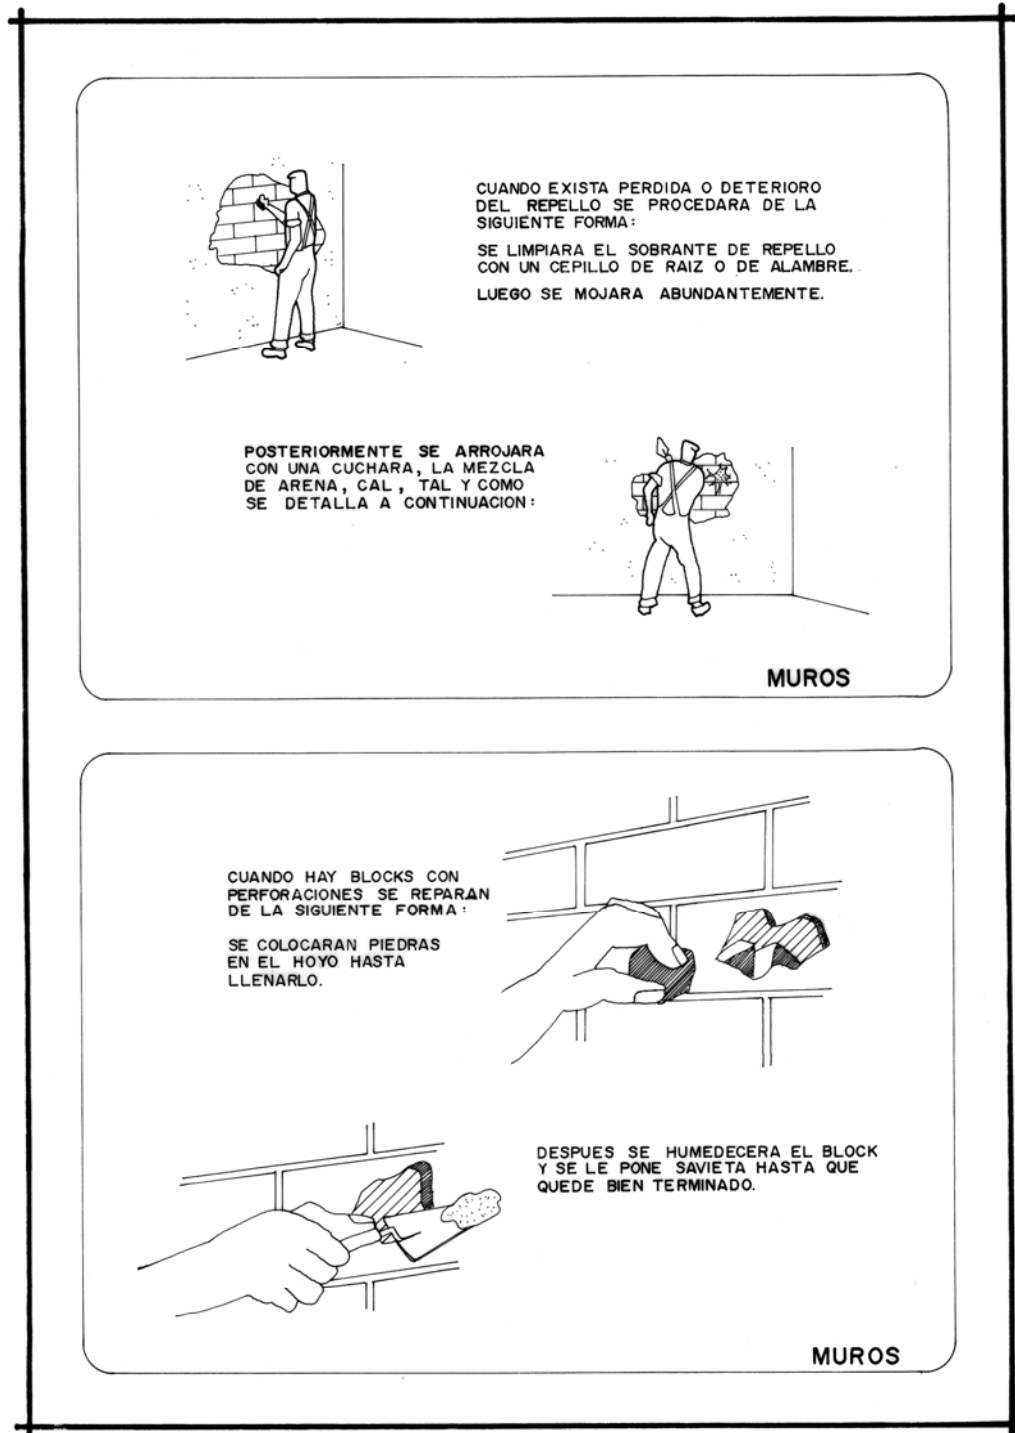 CUANDO EXISTA PERDIDA O DETERIORO
DEL REPELLO SE PROCEDARA DE LA
SIGUIENTE FORMA:
SE LIMPIARA EL SOBRANTE DE REPELLO
CON UN CEPILLO DE RAIZ O DE ALAMBRE.
LUEGO SE MOJARA ABUNDANTEMENTE.
POSTERIORMENTE SE ARROJARA
CON UNA CUCHARA, LA MEZCLA
DE ARENA, CAL, TAL Y COMO
SE DETALLA A CONTINUACION:
MUROS
CUANDO HAY BLOCKS CON
PERFORACIONES SE REPARAN
DE LA SIGUIENTE FORMA:
SE COLOCARAN PIEDRAS
EN EL HOYO HASTA
LLENARLO.
DESPUES SE HUMEDECERA EL BLOCK
Y SE LE PONE SAVIETA HASTA QUE
QUEDE BIEN TERMINADO.
MUROS